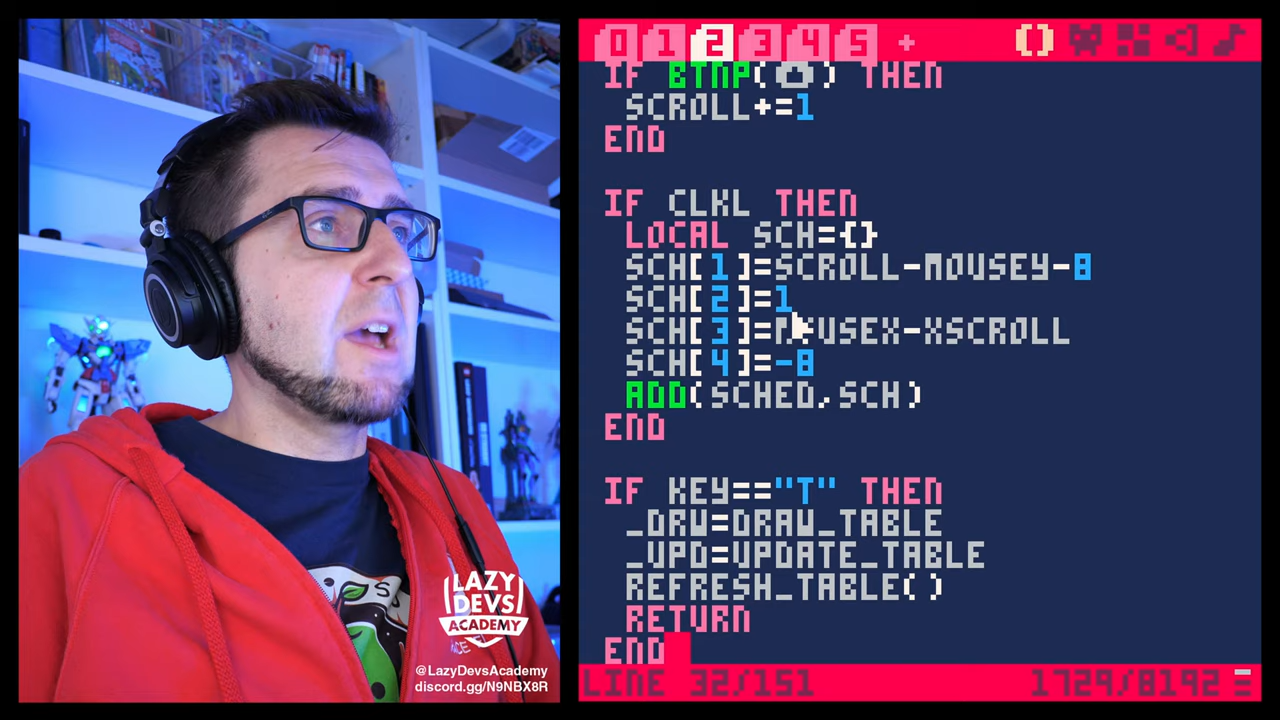 0 1 2 3 4 5 +
IF BTNP(🅾️) THEN
SCROLL+=1
END
IF CLKL THEN
LOCAL SCH={}
SCH[1]=SCROLL-MOUSEY-8
SCH[2]=1
SCH[3]=MOUSEX-XSCROLL
SCH[4]=-8
ADD(SCHED,SCH)
END
IF KEY=="T" THEN
_DRW=DRAW_TABLE
_UPD=UPDATE_TABLE
REFRESH_TABLE()
RETURN
END
LINE 32/151 1729/8192
LAZY
DEVS
ACADEMY
@LazyDevsAcademy
discord.gg/N9NBX8R